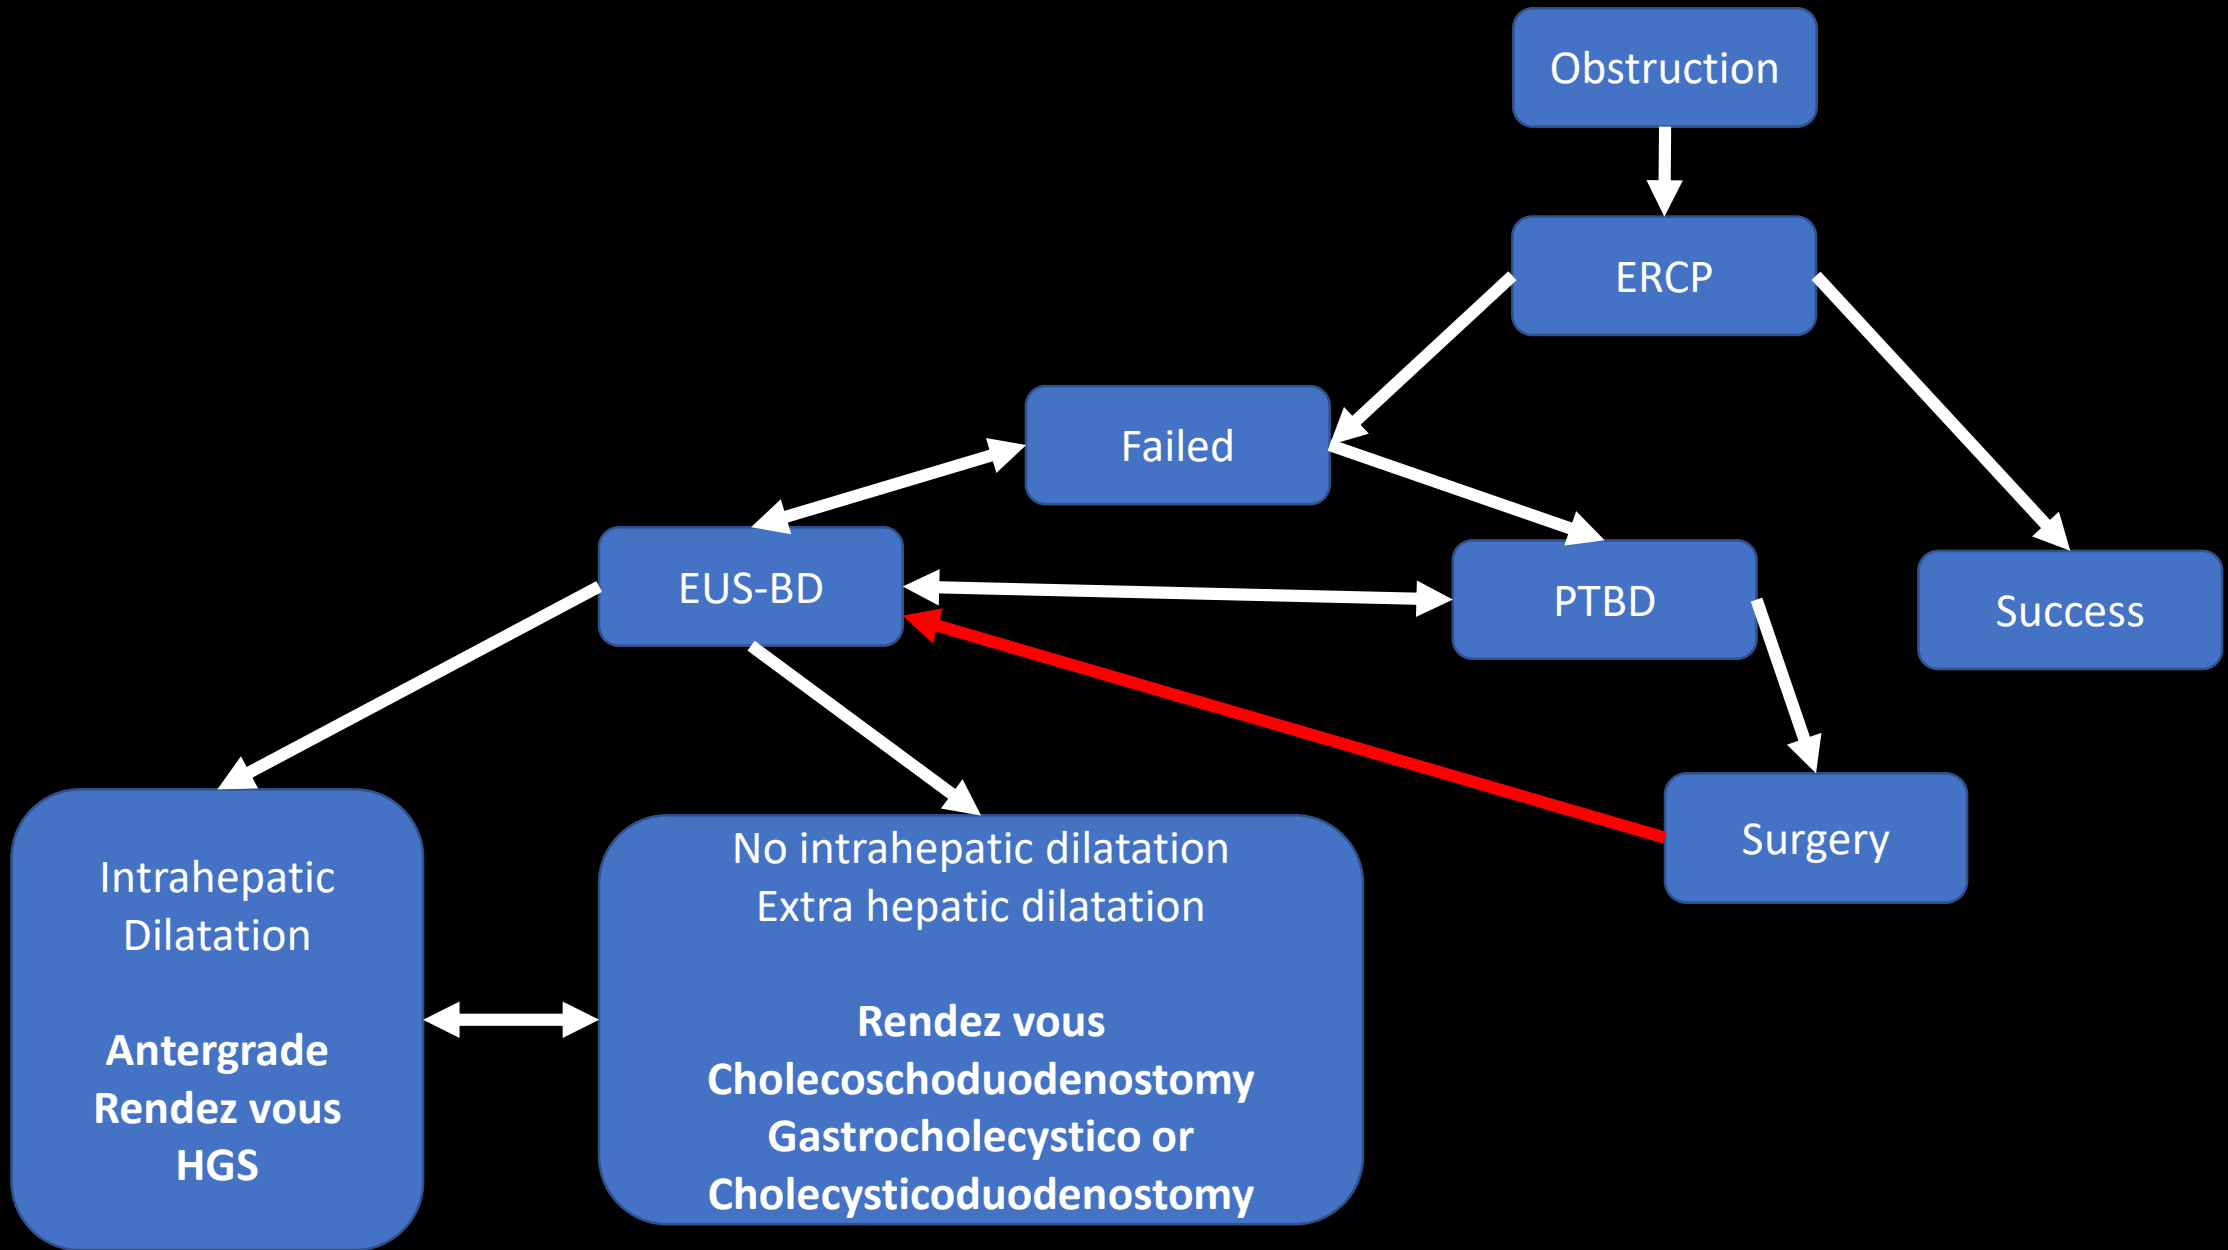 Obstruction
ERCP
Failed
EUS-BD
PTBD
Success
Intrahepatic
Dilatation
Antergrade
Rendez vous
HGS
No intrahepatic dilatation
Extra hepatic dilatation
Rendez vous
Cholecoschoduodenostomy
Gastrocholecystico or
Cholecysticoduodenostomy
Surgery